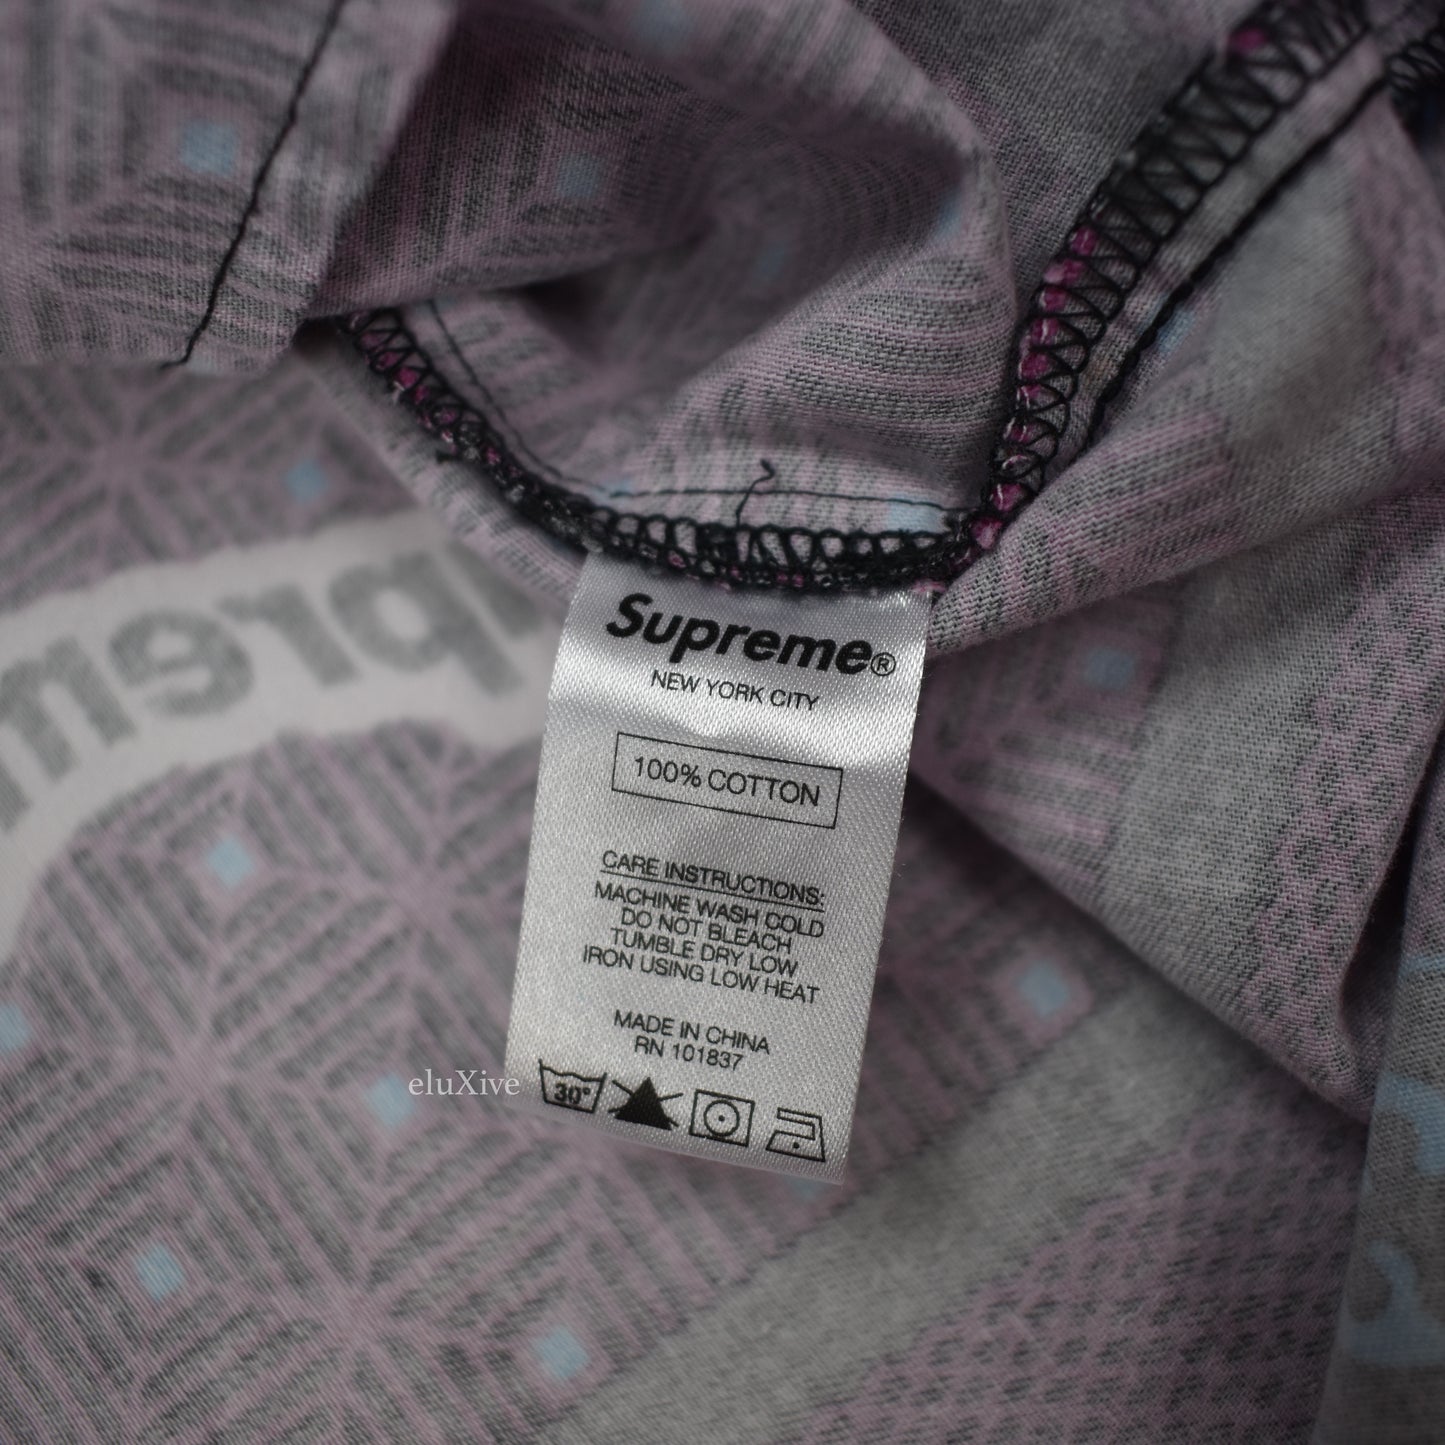 Supreme®
NEW YORK CITY
100% COTTON
CARE INSTRUCTIONS:
MACHINE WASH COLD
DO NOT BLEACH
TUMBLE DRY LOW
IRON USING LOW HEAT
MADE IN CHINA
RN 101837
30°
eluXive